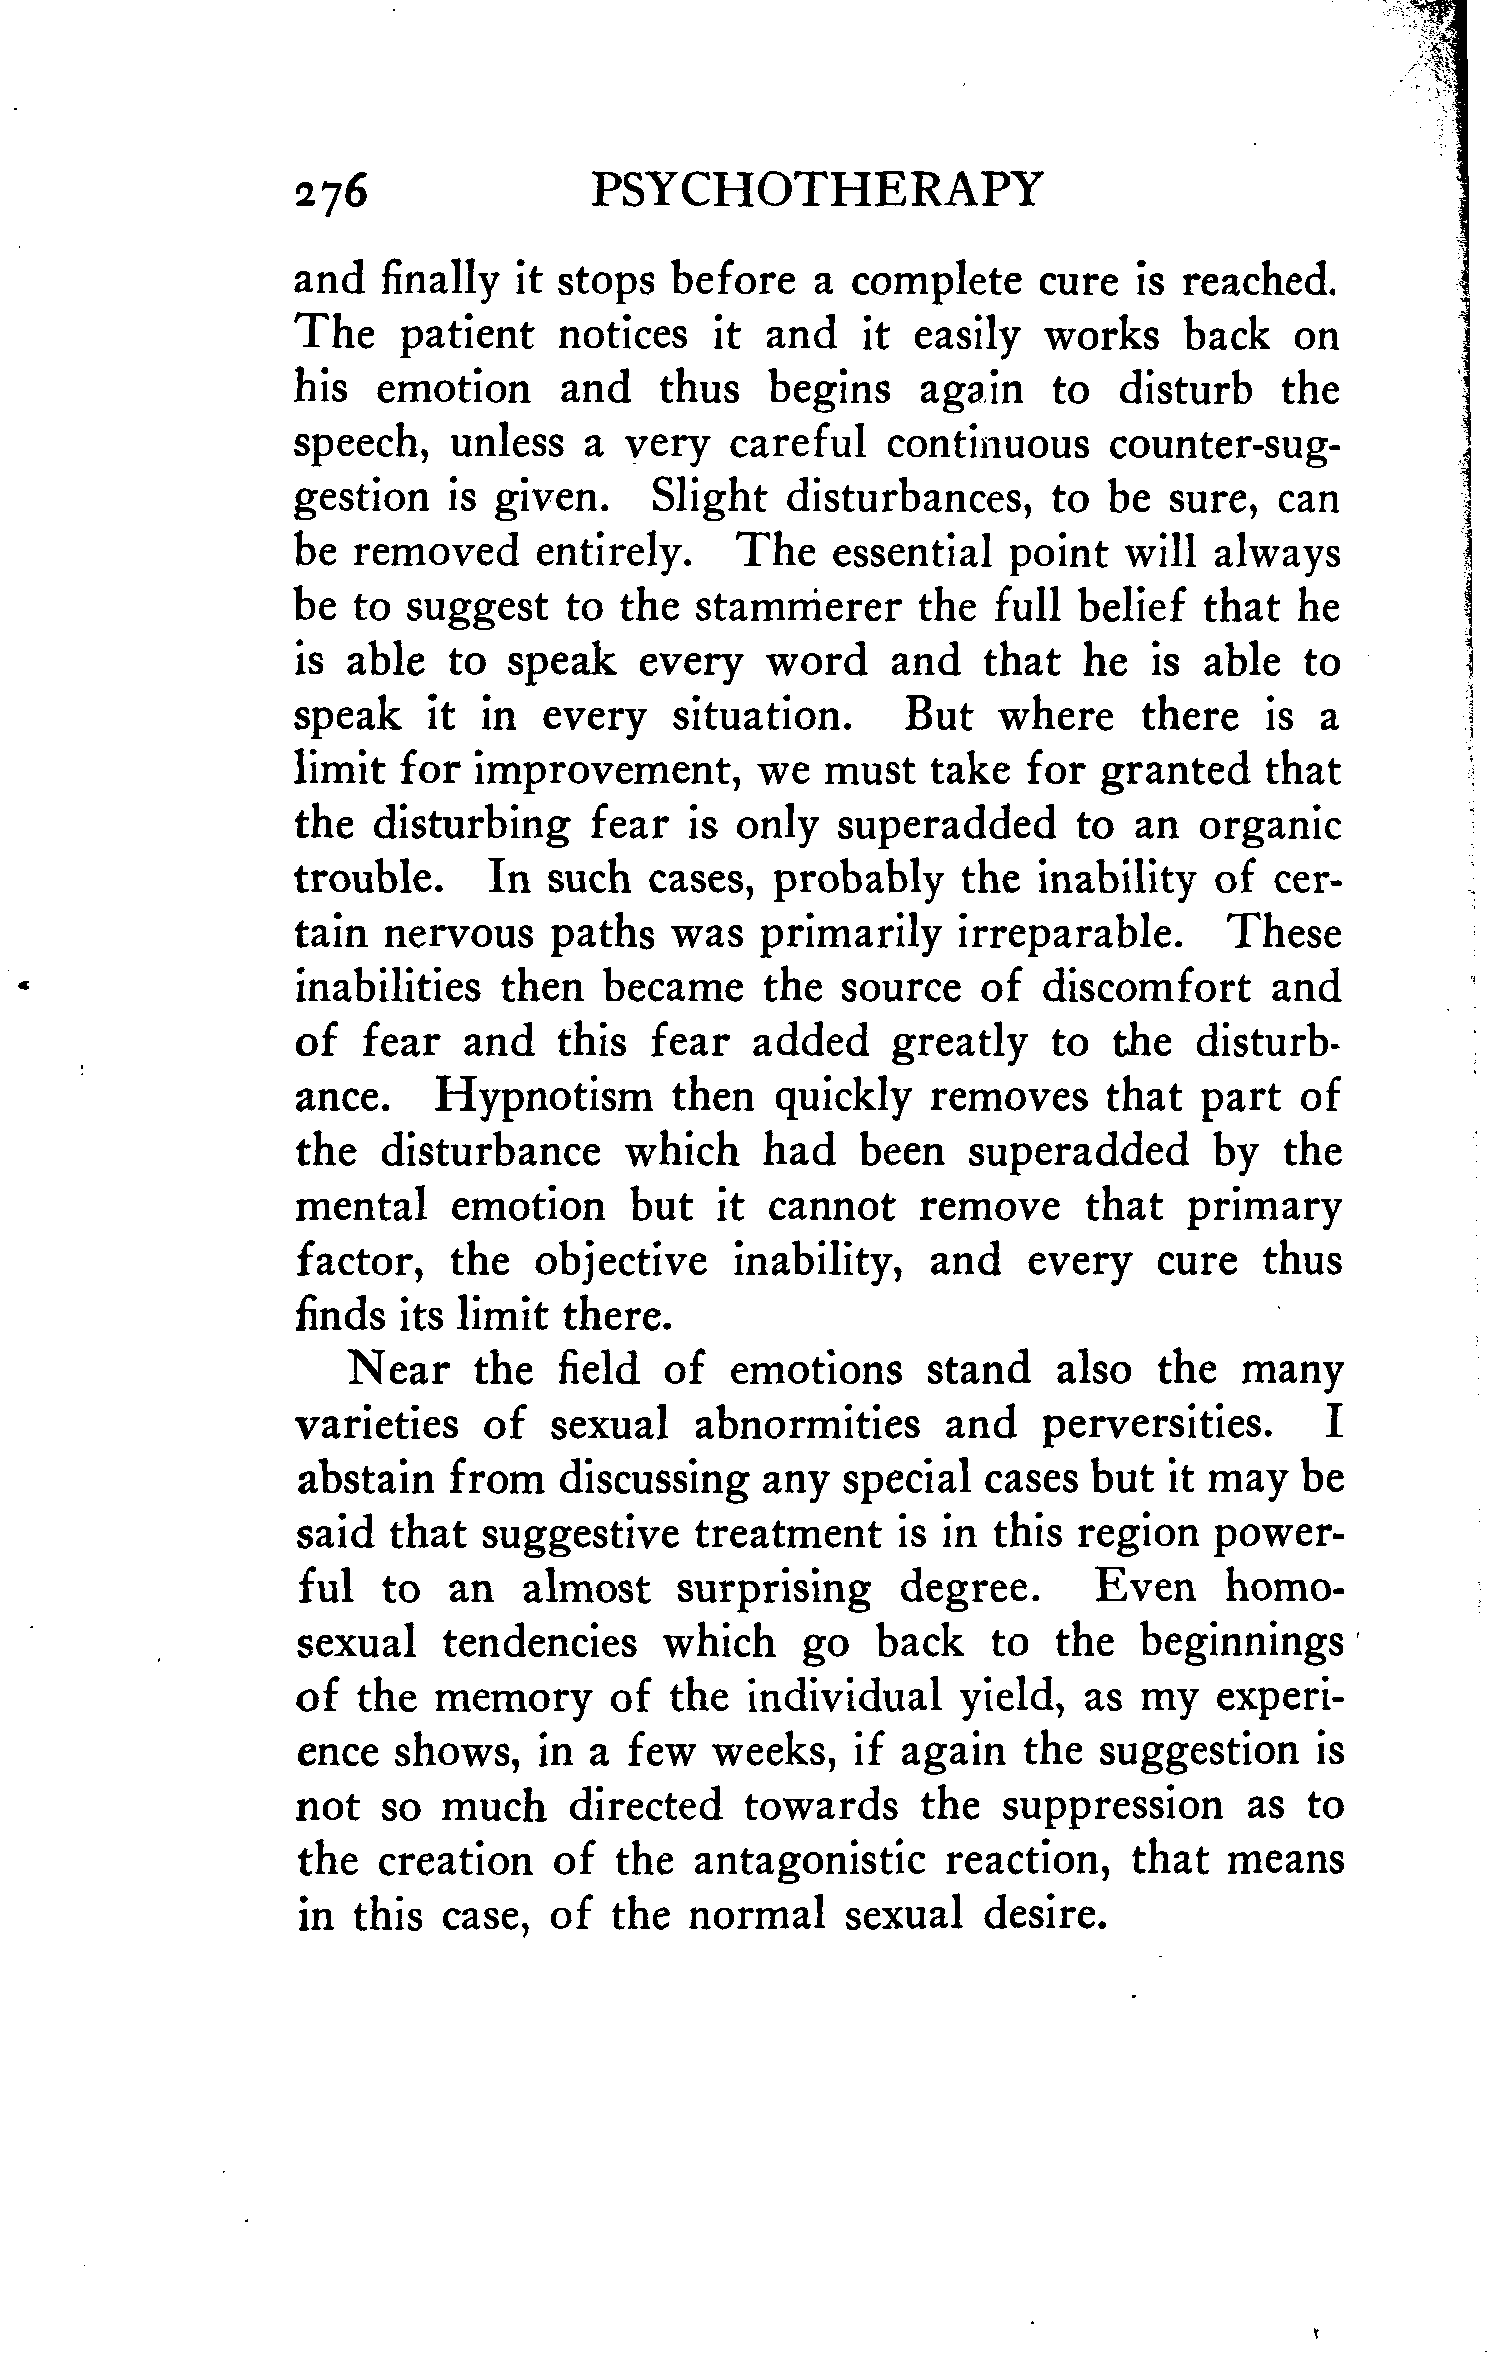 276 PSYCHOTHERAPY
and finally it stops before a complete cure is reached.
The patient notices it and it easily works back on
his emotion and thus begins again to disturb the
speech, unless a very careful continuous counter-sug-
gestion is given. Slight disturbances, to be sure, can
be removed entirely. The essential point will always
be to suggest to the stammerer the full belief that he
is able to speak every word and that he is able to
speak it in every situation. But where there is a
limit for improvement, we must take for granted that
the disturbing fear is only superadded to an organic
trouble. In such cases, probably the inability of cer-
tain nervous paths was primarily irreparable. These
inabilities then became the source of discomfort and
of fear and this fear added greatly to the disturb-
ance. Hypnotism then quickly removes that part of
the disturbance which had been superadded by the
mental emotion but it cannot remove that primary
factor, the objective inability, and every cure thus
finds its limit there.
Near the field of emotions stand also the many
varieties of sexual abnormities and perversities. I
abstain from discussing any special cases but it may be
said that suggestive treatment is in this region power-
ful to an almost surprising degree. Even homo-
sexual tendencies which go back to the beginnings
of the memory of the individual yield, as my experi-
ence shows, in a few weeks, if again the suggestion is
not so much directed towards the suppression as to
the creation of the antagonistic reaction, that means
in this case, of the normal sexual desire.